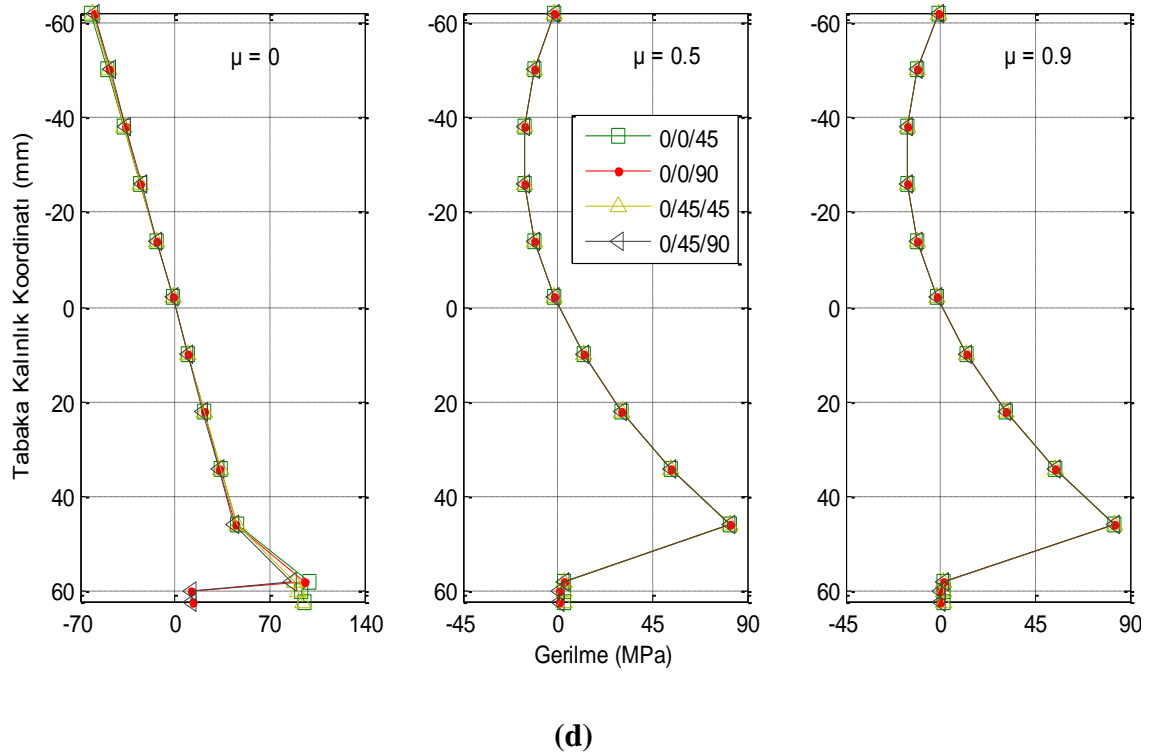 -60
-40
-20
0
20
40
60
Tabaka Kalınlık Koordinatı (mm)
μ = 0
-70 0 70 140
-60
-40
-20
0
20
40
60
μ = 0.5
0/0/45
0/0/90
0/45/45
0/45/90
-45 0 45 90
Gerilme (MPa)
-60
-40
-20
0
20
40
60
μ = 0.9
-45 0 45 90
(d)